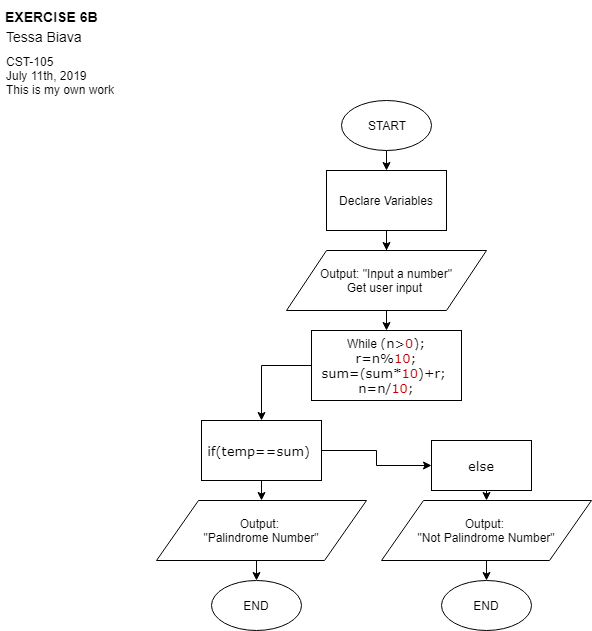 EXERCISE 6B
Tessa Biava
CST-105
July 11th, 2019
This is my own work
START
Declare Variables
Output: "Input a number"
Get user input
While (n>0);
r=n%10;
sum=(sum*10)+r;
n=n/10;
if(temp==sum)
else
Output:
"Palindrome Number"
Output:
"Not Palindrome Number"
END
END